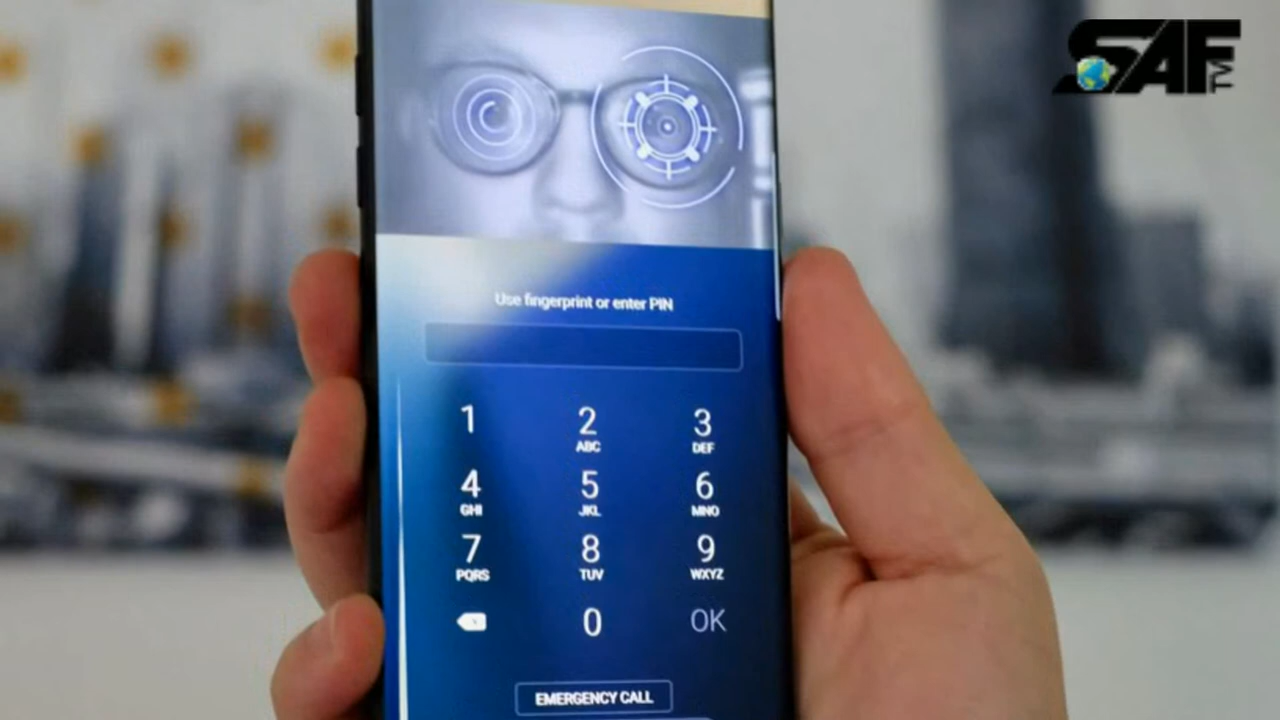 SAF
TV
Use fingerprint or enter PIN
1
2
3
ABC
DEF
4
5
6
GHI
JKL
MNO
7
8
9
PQRS
TUV
WXYZ
0
OK
EMERGENCY CALL